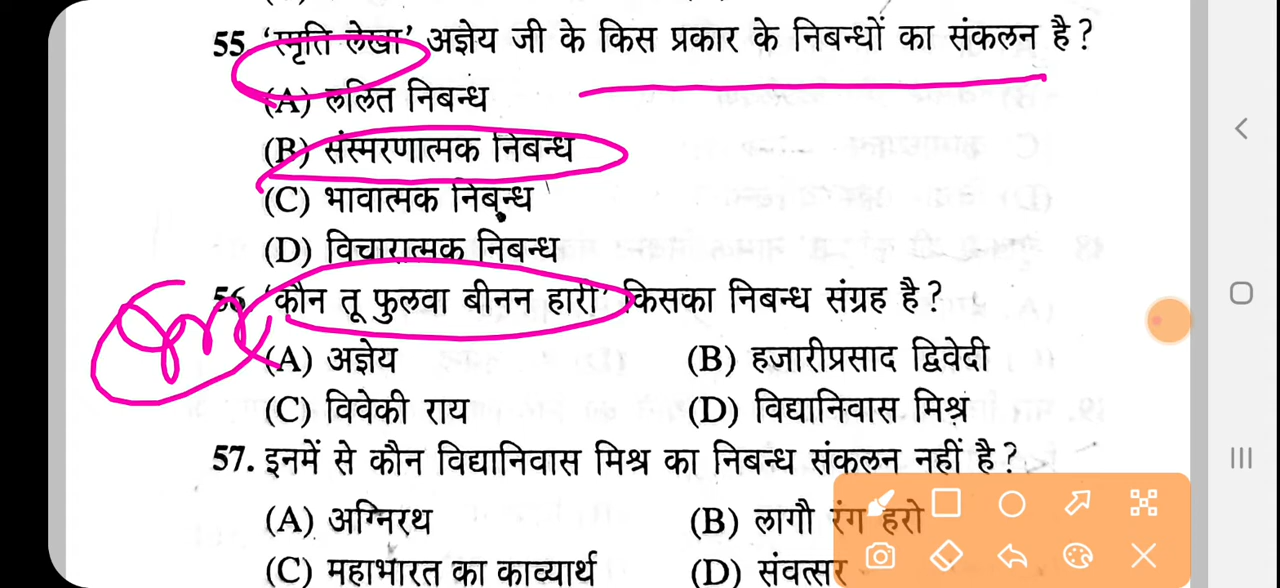 55 'स्मृति लेखा' अज्ञेय जी के किस प्रकार के निबन्धों का संकलन है?
(A) ललित निबन्ध
(B) संस्मरणात्मक निबन्ध
(C) भावात्मक निबन्ध
(D) विचारात्मक निबन्ध
56. 'कौन तू फुलवा बीनन हारी' किसका निबन्ध संग्रह है?
(A) अज्ञेय (B) हजारीप्रसाद द्विवेदी
(C) विवेकी राय (D) विद्यानिवास मिश्र
57. इनमें से कौन विद्यानिवास मिश्र का निबन्ध संकलन नहीं है?
(A) अग्निरथ (B) लागौ रंग हरो
(C) महाभारत का काव्यार्थ (D) संवत्सर